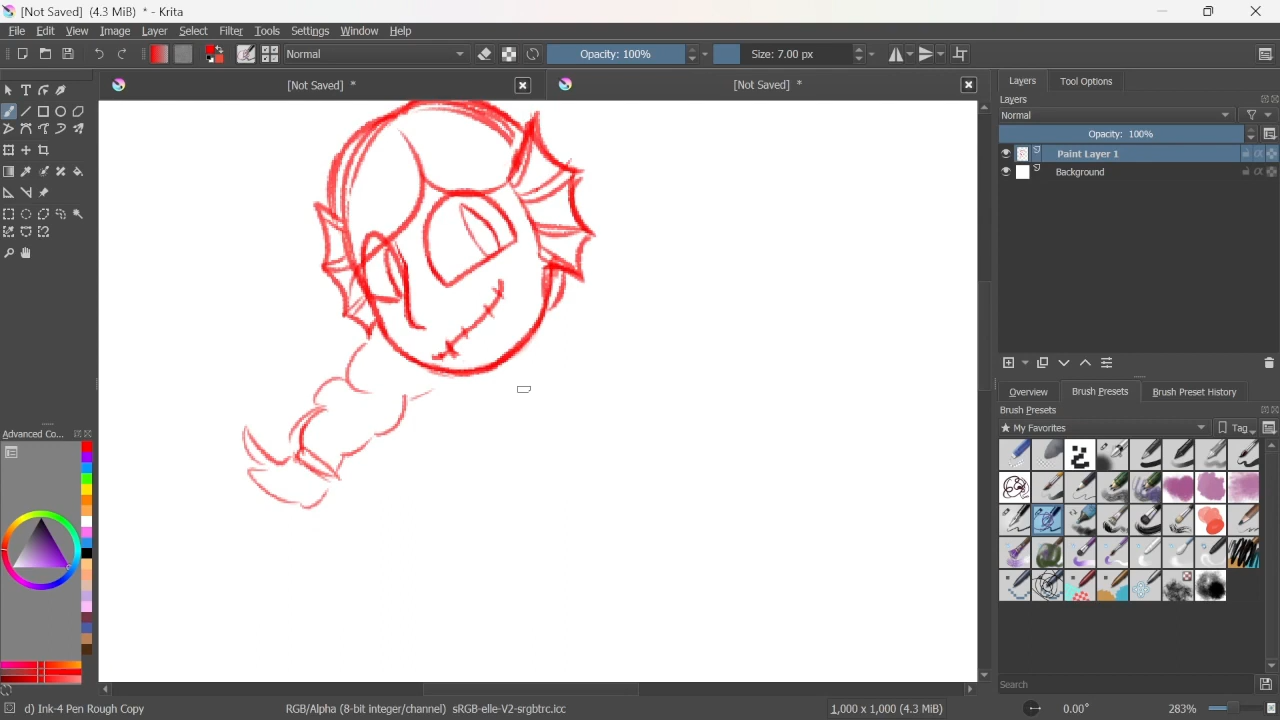 [Not Saved] (4.3 MiB) * - Krita
File Edit View Image Layer Select Filter Tools Settings Window Help
Normal Opacity: 100% Size: 7.00 px
[Not Saved] * [Not Saved] *
Layers Tool Options
Layers
Normal
Opacity: 100%
Paint Layer 1
Background
Overview Brush Presets Brush Preset History
Brush Presets
★ My Favorites Tag
Advanced Co...
Search
d) Ink-4 Pen Rough Copy RGB/Alpha (8-bit integer/channel) sRGB-elle-V2-srgbtrc.icc 1,000 x 1,000 (4.3 MiB) 0.00° 283%